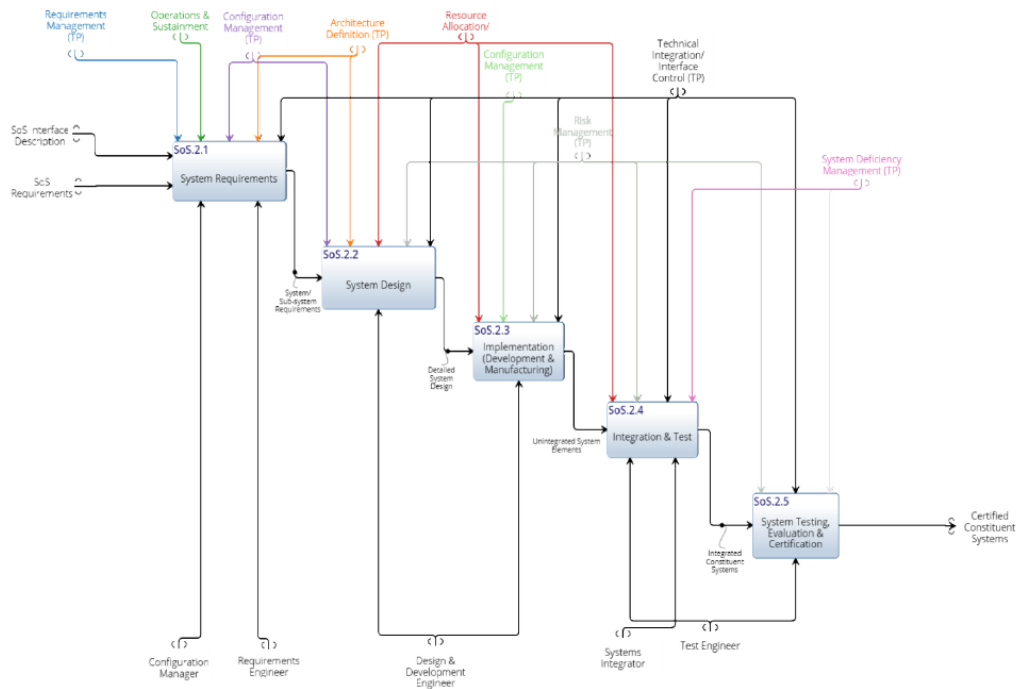 Requirements
Management
(TP)
Operations &
Sustainment
Configuration
Management
(TP)
Architecture
Definition (TP)
Resource
Allocation/
Configuration
Management
(TP)
Technical
Integration/
Interface
Control (TP)
Risk
Management
(TP)
System Deficiency
Management (TP)
SoS Interface
Description
SoS
Requirements
SoS.2.1
System Requirements
SoS.2.2
System Design
System/
Sub-system
Requirements
SoS.2.3
Implementation
(Development &
Manufacturing)
Detailed
System
Design
SoS.2.4
Integration & Test
Unintegrated System
Elements
SoS.2.5
System Testing,
Evaluation &
Certification
Integrated
Constituent
Systems
Certified
Constituent
Systems
Configuration
Manager
Requirements
Engineer
Design &
Development
Engineer
Systems
Integrator
Test Engineer